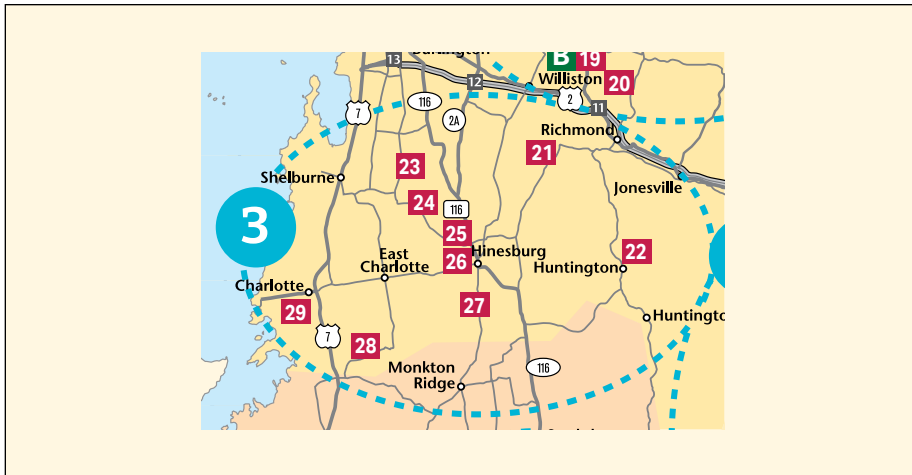 B
19
13
12
Williston
20
2
116
7
11
2A
Richmond
21
23
Shelburne
Jonesville
24
3
116
25
22
East
Charlotte
26
Hinesburg
Huntington
Charlotte
27
29
7
28
116
Monkton
Ridge